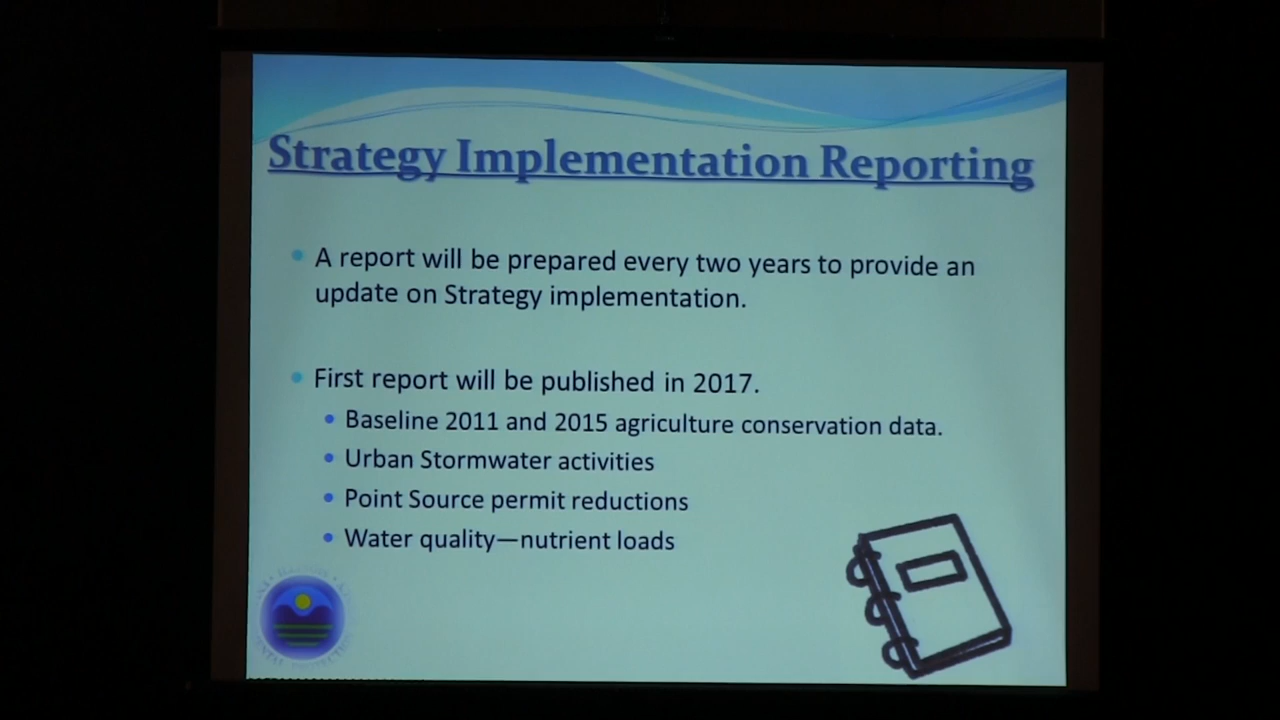 Strategy Implementation Reporting
A report will be prepared every two years to provide an
update on Strategy implementation.
First report will be published in 2017.
Baseline 2011 and 2015 agriculture conservation data.
Urban Stormwater activities
Point Source permit reductions
Water quality—nutrient loads